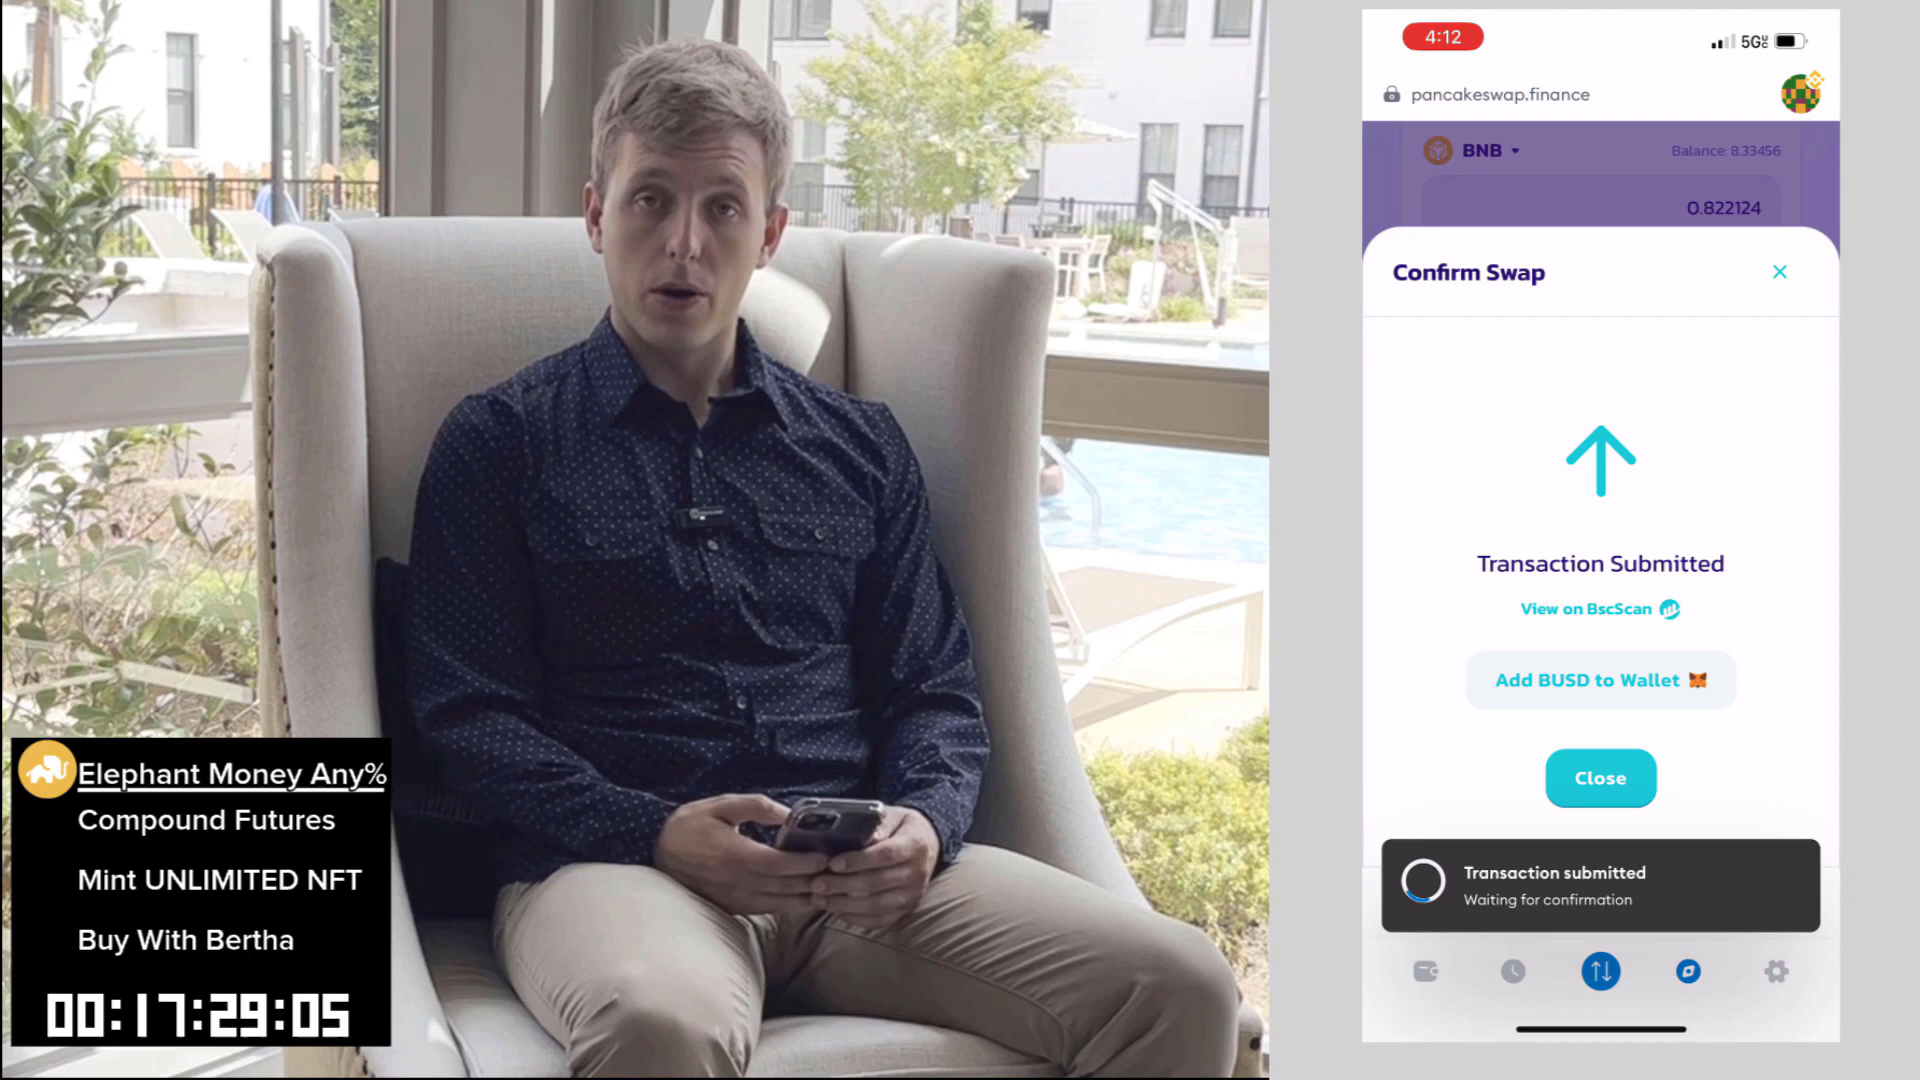 Elephant Money Any%
Compound Futures
Mint UNLIMITED NFT
Buy With Bertha
00:17:29:05
4:12
pancakeswap.finance
BNB
Balance: 8.33456
0.822124
Confirm Swap
Transaction Submitted
View on BscScan
Add BUSD to Wallet
Close
Transaction submitted
Waiting for confirmation